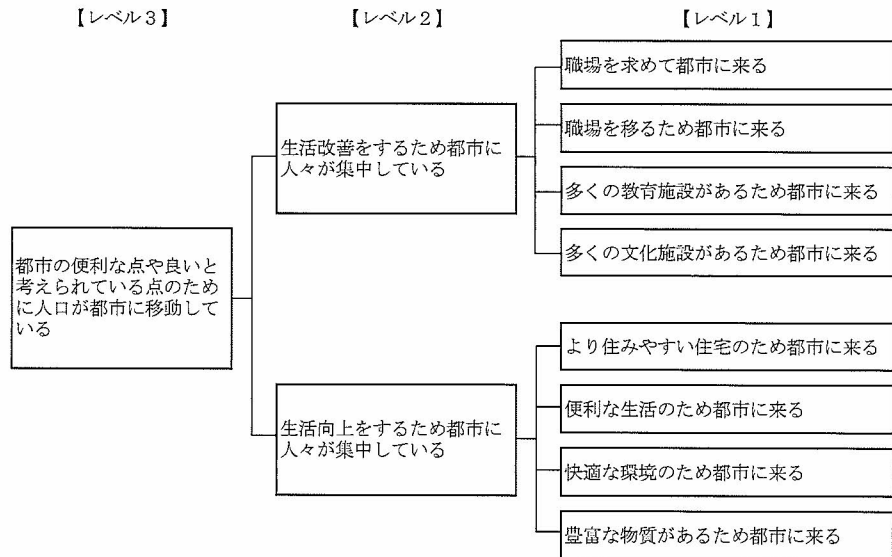 【レベル3】
【レベル2】
【レベル1】
都市の便利な点や良いと
考えられている点のため
に人口が都市に移動して
いる
生活改善をするため都市に
人々が集中している
職場を求めて都市に来る
職場を移るため都市に来る
多くの教育施設があるため都市に来る
多くの文化施設があるため都市に来る
生活向上をするため都市に
人々が集中している
より住みやすい住宅のため都市に来る
便利な生活のため都市に来る
快適な環境のため都市に来る
豊富な物質があるため都市に来る